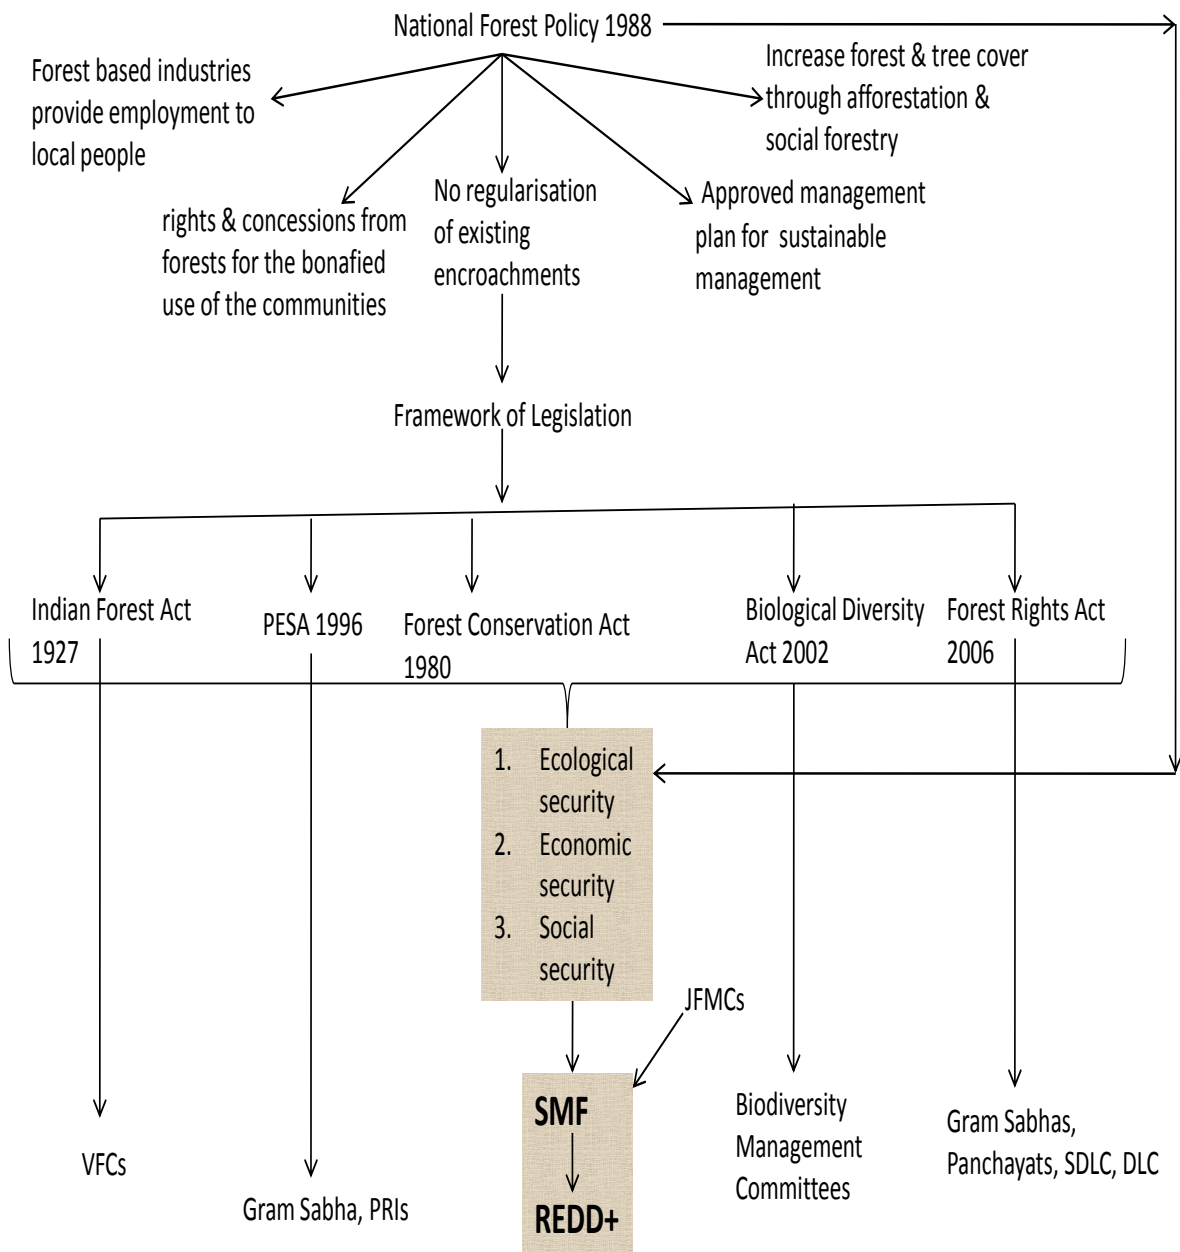 National Forest Policy 1988
Forest based industries
provide employment to
local people
Increase forest & tree cover
through afforestation &
social forestry
rights & concessions from
forests for the bonafied
use of the communities
No regularisation
of existing
encroachments
Approved management
plan for sustainable
management
Framework of Legislation
Indian Forest Act
1927
PESA 1996
Forest Conservation Act
1980
Biological Diversity
Act 2002
Forest Rights Act
2006
1. Ecological
security
2. Economic
security
3. Social
security
JFMCs
SMF
REDD+
VFCs
Gram Sabha, PRIs
Biodiversity
Management
Committees
Gram Sabhas,
Panchayats, SDLC, DLC